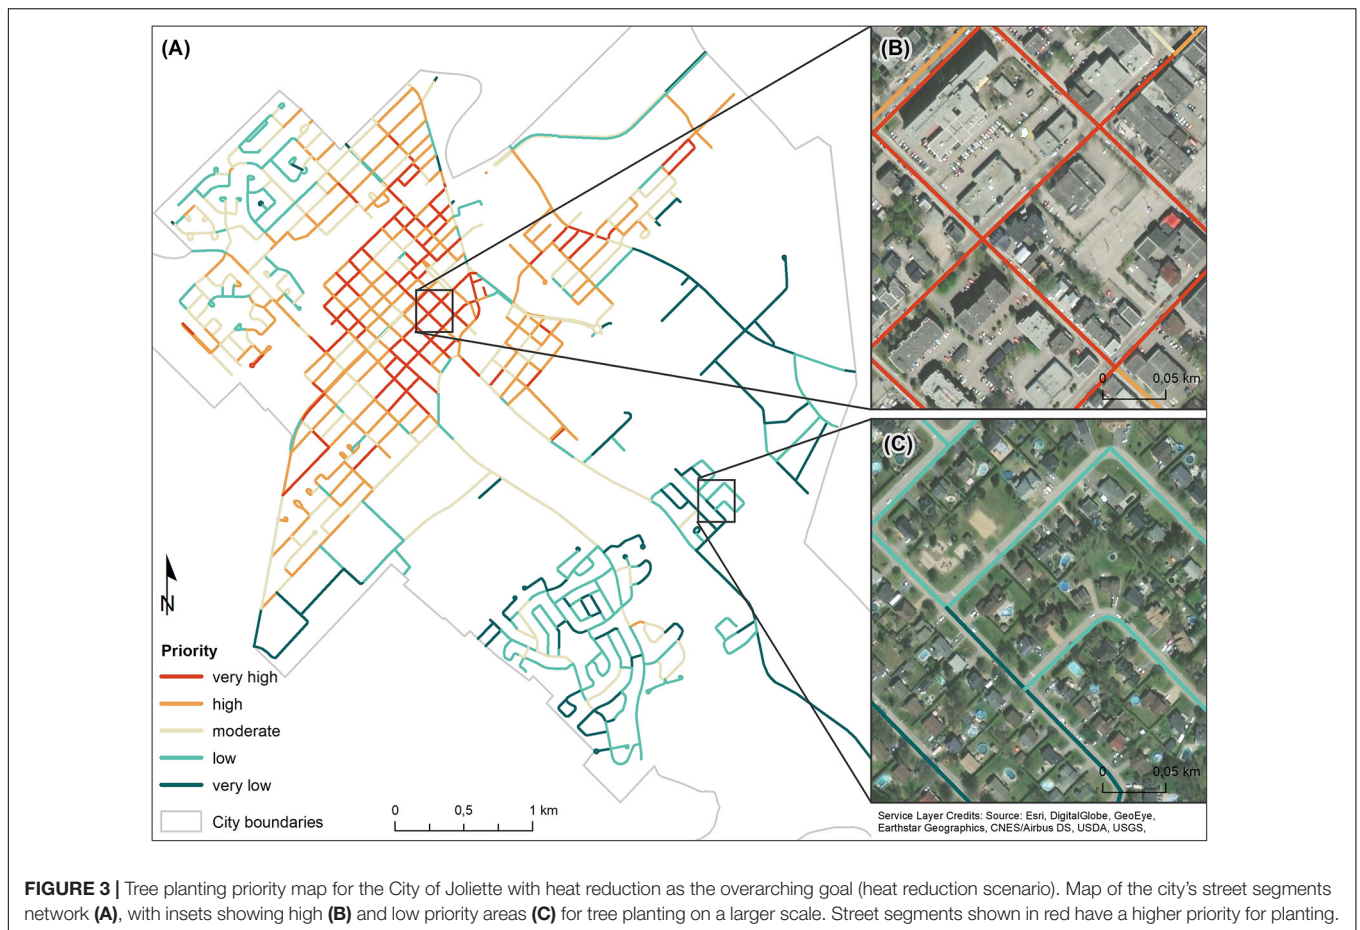 (A)
(B)
0 0,05 km
(C)
0 0,05 km
N
Priority
very high
high
moderate
low
very low
City boundaries
0 0,5 1 km
Service Layer Credits: Source: Esri, DigitalGlobe, GeoEye,
Earthstar Geographics, CNES/Airbus DS, USDA, USGS,
FIGURE 3 | Tree planting priority map for the City of Joliette with heat reduction as the overarching goal (heat reduction scenario). Map of the city's street segments
network (A), with insets showing high (B) and low priority areas (C) for tree planting on a larger scale. Street segments shown in red have a higher priority for planting.